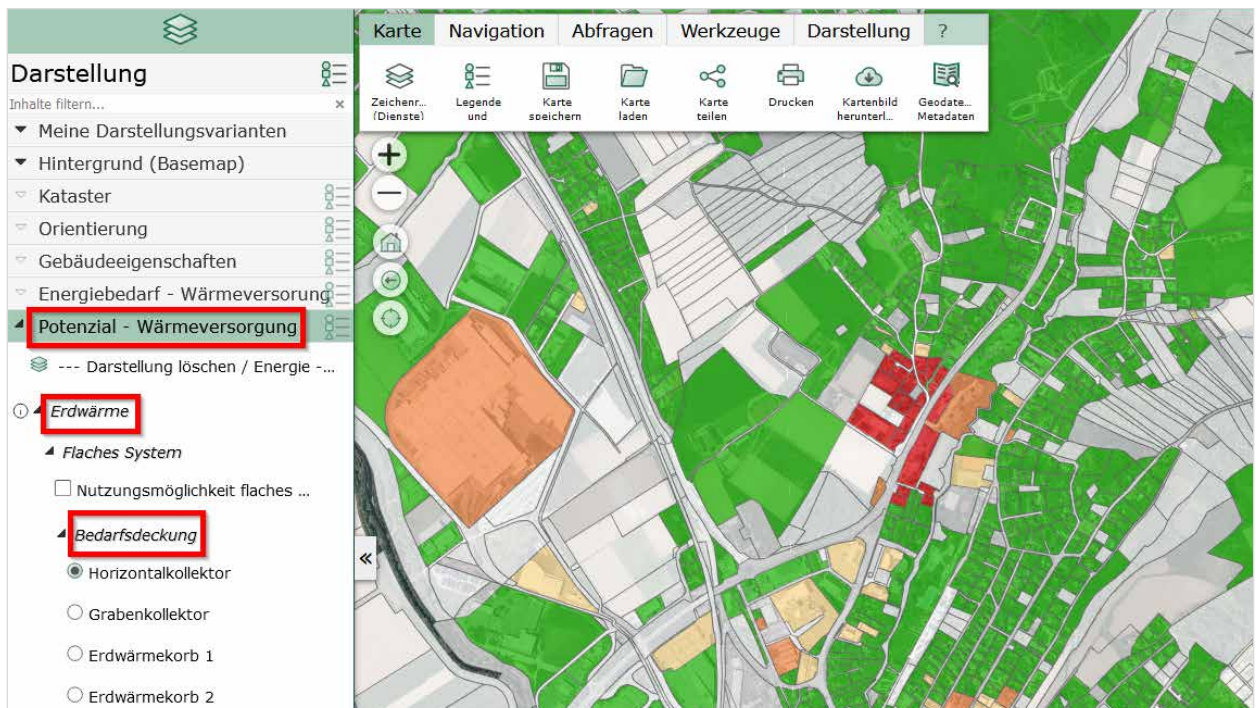 Darstellung
Inhalte filtern... ×
Meine Darstellungsvarianten
Hintergrund (Basemap)
Kataster
Orientierung
Gebäudeeigenschaften
Energiebedarf - Wärmeversorung
Potenzial - Wärmeversorgung
--- Darstellung löschen / Energie -...
Erdwärme
Flaches System
Nutzungsmöglichkeit flaches ...
Bedarfsdeckung
Horizontalkollektor
Grabenkollektor
Erdwärmekorb 1
Erdwärmekorb 2
Karte Navigation Abfragen Werkzeuge Darstellung ?
Zeichenr... (Dienste)
Legende und
Karte speichern
Karte laden
Karte teilen
Drucken
Kartenbild herunterl...
Geodate... Metadaten
+
−
«